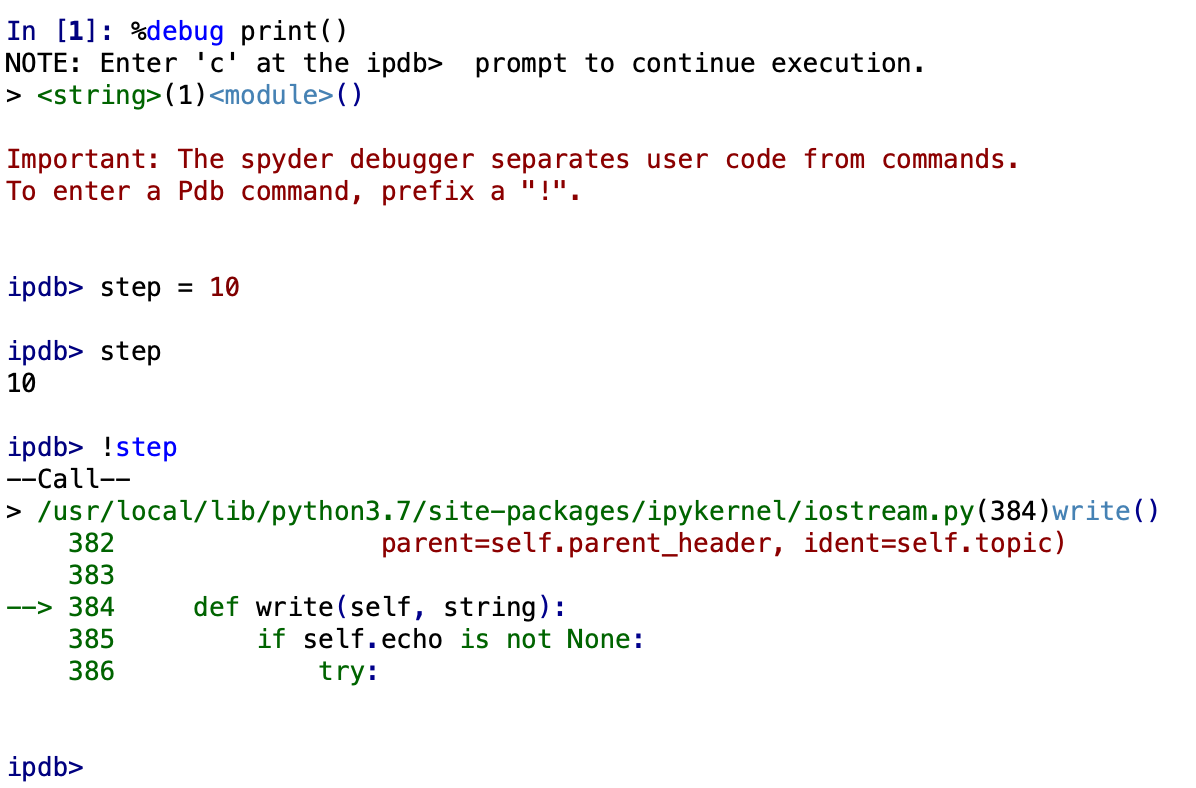 In [1]: %debug print()
NOTE: Enter 'c' at the ipdb>  prompt to continue execution.
> <string>(1)<module>()
Important: The spyder debugger separates user code from commands.
To enter a Pdb command, prefix a "!".
ipdb> step = 10
ipdb> step
10
ipdb> !step
--Call--
> /usr/local/lib/python3.7/site-packages/ipykernel/iostream.py(384)write()
    382                 parent=self.parent_header, ident=self.topic)
    383
--> 384     def write(self, string):
    385         if self.echo is not None:
    386             try:
ipdb>